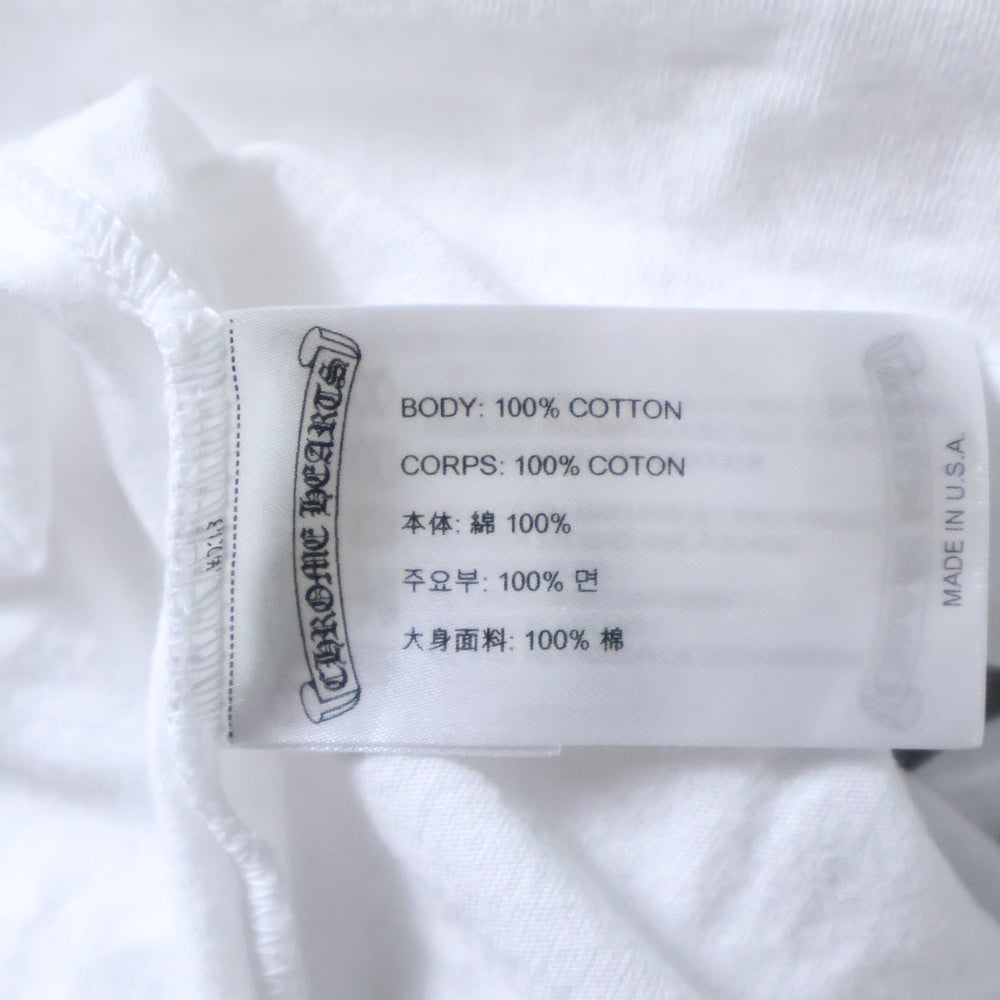 CHROME HEARTS
BODY: 100% COTTON
CORPS: 100% COTON
本体: 綿 100%
주요부: 100% 면
大身面料: 100% 棉
MADE IN U.S.A.